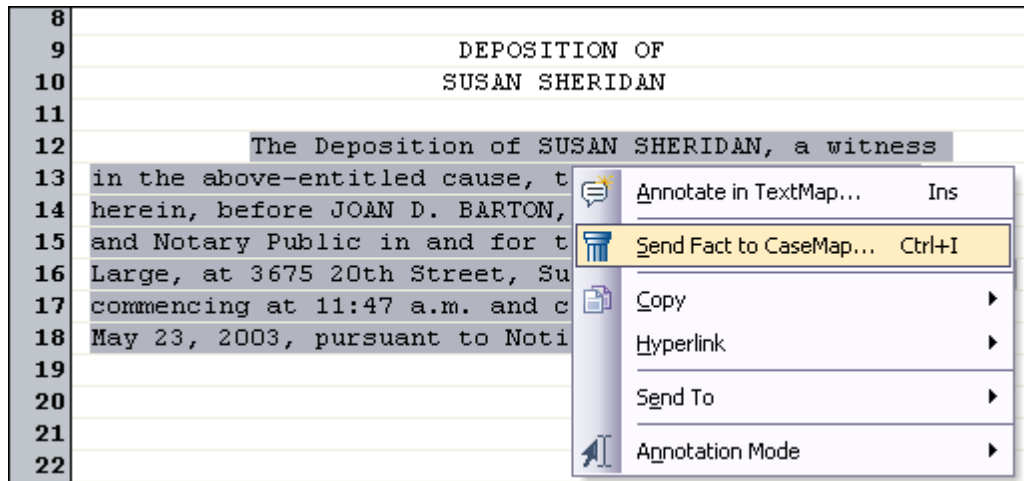 8
9 DEPOSITION OF
10 SUSAN SHERIDAN
11
12 The Deposition of SUSAN SHERIDAN, a witness
13 in the above-entitled cause, t
14 herein, before JOAN D. BARTON,
15 and Notary Public in and for t
16 Large, at 3675 20th Street, Su
17 commencing at 11:47 a.m. and c
18 May 23, 2003, pursuant to Noti
19
20
21
22
Annotate in TextMap... Ins
Send Fact to CaseMap... Ctrl+I
Copy
Hyperlink
Send To
Annotation Mode